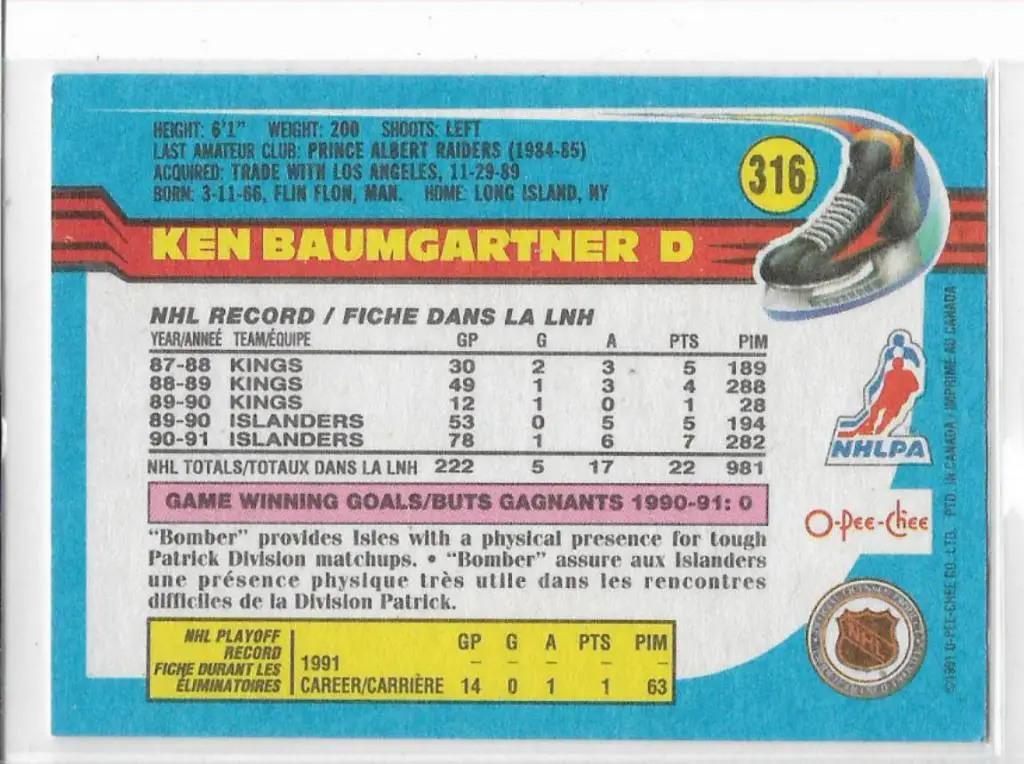 HEIGHT: 6'1" WEIGHT: 200 SHOOTS: LEFT
LAST AMATEUR CLUB: PRINCE ALBERT RAIDERS (1984-85)
ACQUIRED: TRADE WITH LOS ANGELES, 11-29-89
BORN: 3-11-66, FLIN FLON, MAN. HOME: LONG ISLAND, NY
316
KEN BAUMGARTNER D
NHL RECORD / FICHE DANS LA LNH
YEAR/ANNEÉ TEAM/ÉQUIPE GP G A PTS PIM
87-88 KINGS 30 2 3 5 189
88-89 KINGS 49 1 3 4 288
89-90 KINGS 12 1 0 1 28
89-90 ISLANDERS 53 0 5 5 194
90-91 ISLANDERS 78 1 6 7 282
NHL TOTALS/TOTAUX DANS LA LNH 222 5 17 22 981
GAME WINNING GOALS/BUTS GAGNANTS 1990-91: 0
"Bomber" provides Isles with a physical presence for tough
Patrick Division matchups. • "Bomber" assure aux Islanders
une présence physique très utile dans les rencontres
difficiles de la Division Patrick.
NHL PLAYOFF
RECORD
FICHE DURANT LES
ÉLIMINATOIRES
GP G A PTS PIM
1991 – – – – –
CAREER/CARRIÈRE 14 0 1 1 63
NHLPA
O-Pee-Chee
NHL
©1991 O-PEE-CHEE CO. LTD. PTD. IN CANADA / IMPRIME AU CANADA